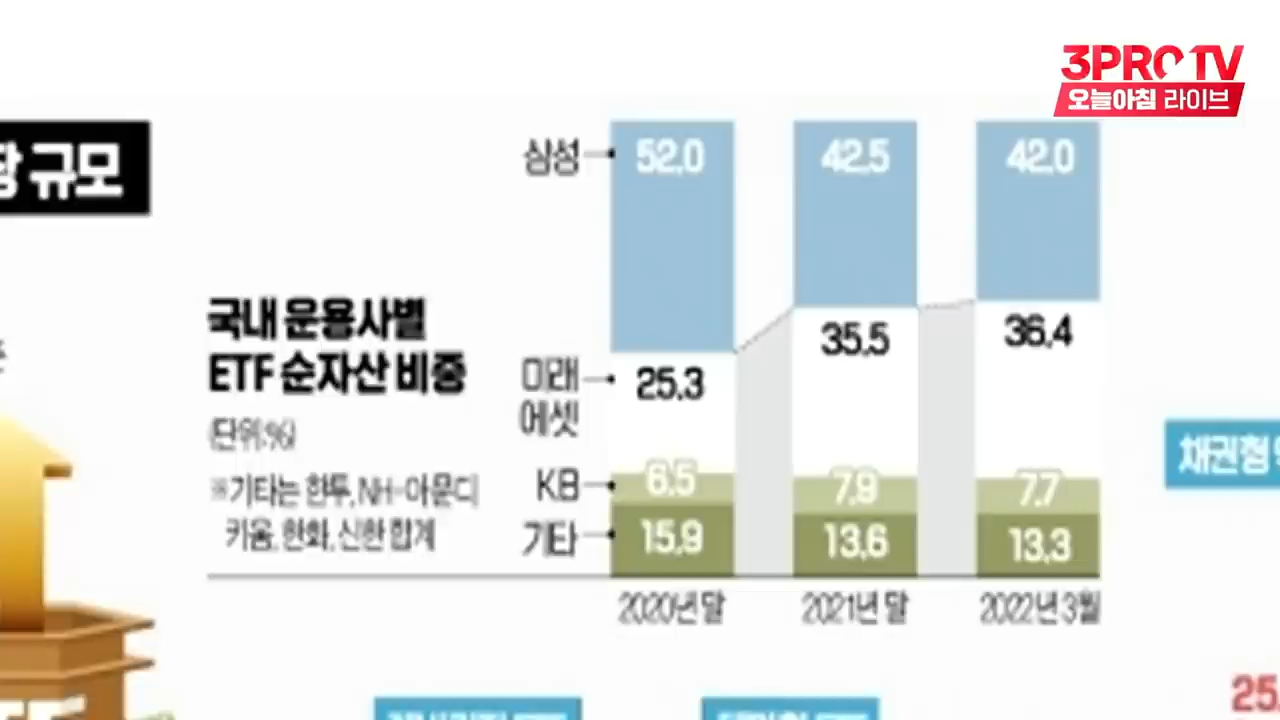 3PRO TV
오늘아침 라이브
규모
삼성
52.0
42.5
42.0
국내 운용사별
ETF 순자산 비중
(단위:%)
※기타는 한투, NH-아문디
키움, 한화, 신한 합계
미래
에셋
25.3
35.5
36.4
KB
6.5
7.9
7.7
기타
15.9
13.6
13.3
2020년 말
2021년 말
2022년 3월
채권형
25.